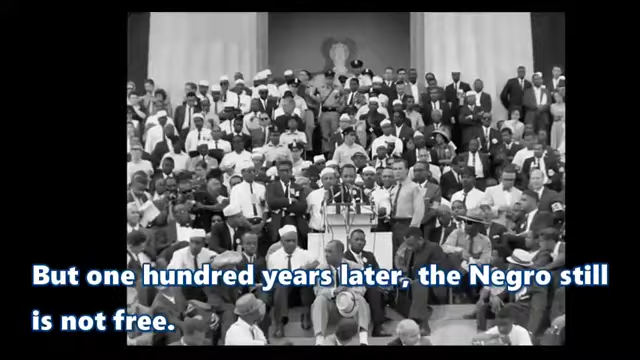 But one hundred years later, the Negro still
is not free.